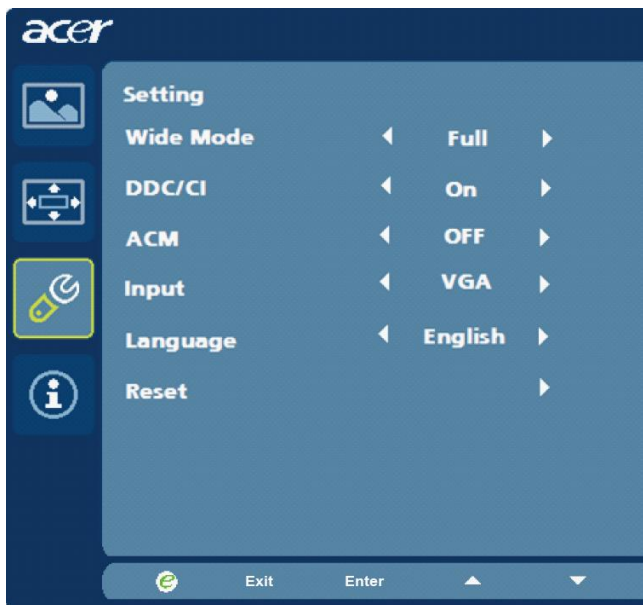 acer
Setting
Wide Mode Full
DDC/CI On
ACM OFF
Input VGA
Language English
Reset
e Exit Enter